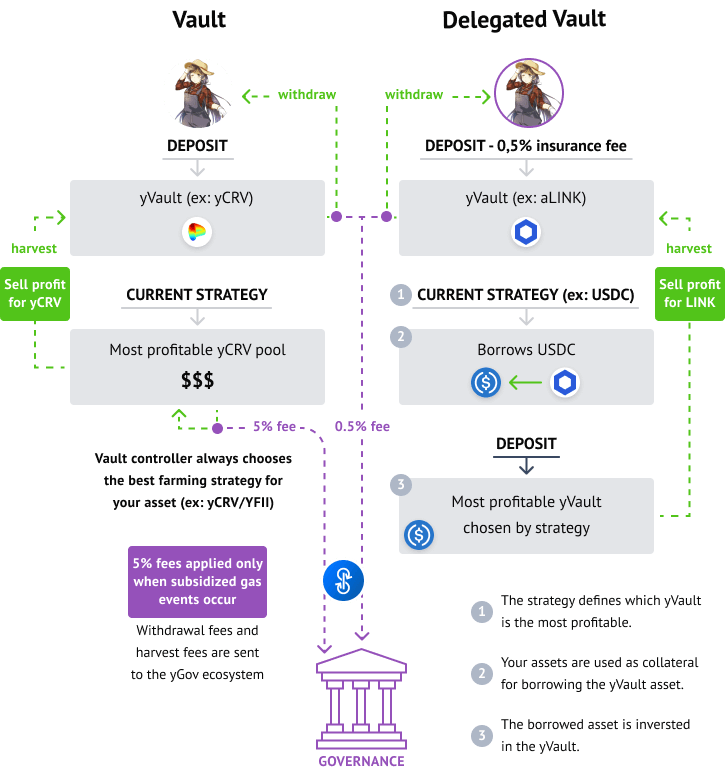 Vault
Delegated Vault
withdraw
withdraw
DEPOSIT
DEPOSIT - 0,5% insurance fee
yVault (ex: yCRV)
yVault (ex: aLINK)
harvest
harvest
Sell profit
for yCRV
Sell profit
for LINK
CURRENT STRATEGY
1
CURRENT STRATEGY (ex: USDC)
Most profitable yCRV pool
$$$
2
Borrows USDC
5% fee
0.5% fee
Vault controller always chooses
the best farming strategy for
your asset (ex: yCRV/YFII)
DEPOSIT
3
Most profitable yVault
chosen by strategy
5% fees applied only
when subsidized gas
events occur
Withdrawal fees and
harvest fees are sent
to the yGov ecosystem
GOVERNANCE
1
The strategy defines which yVault
is the most profitable.
2
Your assets are used as collateral
for borrowing the yVault asset.
3
The borrowed asset is inversted
in the yVault.